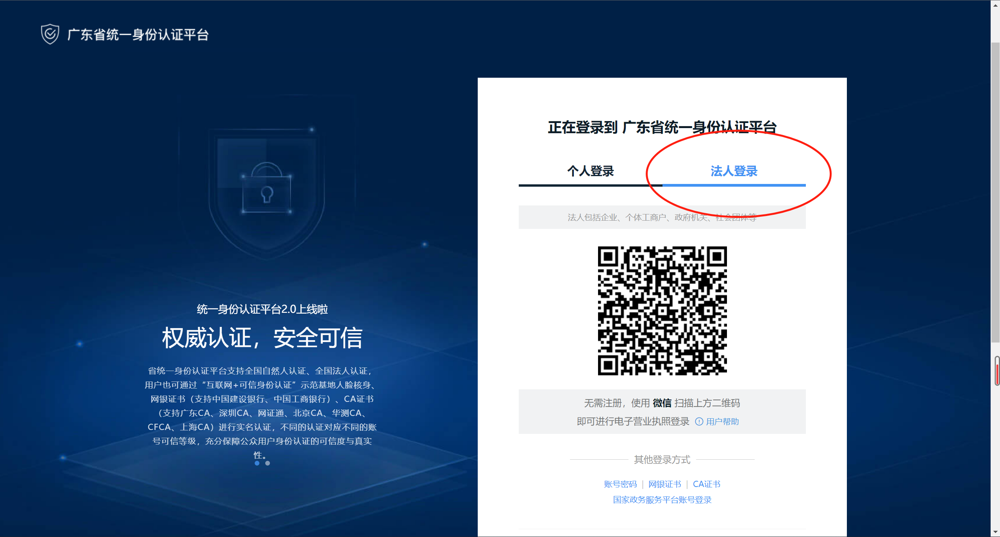 广东省统一身份认证平台
统一身份认证平台2.0上线啦
权威认证，安全可信
省统一身份认证平台支持全国自然人认证、全国法人认证，
用户也可通过“互联网+可信身份认证”示范基地人脸核身、
网银证书（支持中国建设银行、中国工商银行）、CA证书
（支持广东CA、深圳CA、网证通、北京CA、华测CA、
CFCA、上海CA）进行实名认证，不同的认证对应不同的账
号可信等级，充分保障公众用户身份认证的可信度与真实
性。
正在登录到 广东省统一身份认证平台
个人登录 法人登录
法人包括企业、个体工商户、政府机关、社会团体等
无需注册，使用 微信 扫描上方二维码
即可进行电子营业执照登录 用户帮助
其他登录方式
账号密码 | 网银证书 | CA证书
国家政务服务平台账号登录